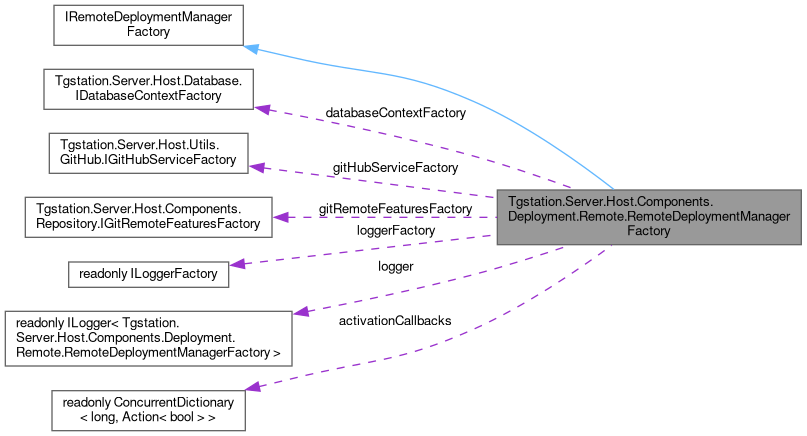 IRemoteDeploymentManager
Factory
Tgstation.Server.Host.Database.
IDatabaseContextFactory
databaseContextFactory
Tgstation.Server.Host.Utils.
GitHub.IGitHubServiceFactory
gitHubServiceFactory
Tgstation.Server.Host.Components.
Repository.IGitRemoteFeaturesFactory
gitRemoteFeaturesFactory
Tgstation.Server.Host.Components.
Deployment.Remote.RemoteDeploymentManager
Factory
loggerFactory
readonly ILoggerFactory
logger
readonly ILogger< Tgstation.
Server.Host.Components.Deployment.
Remote.RemoteDeploymentManagerFactory >
activationCallbacks
readonly ConcurrentDictionary
< long, Action< bool > >